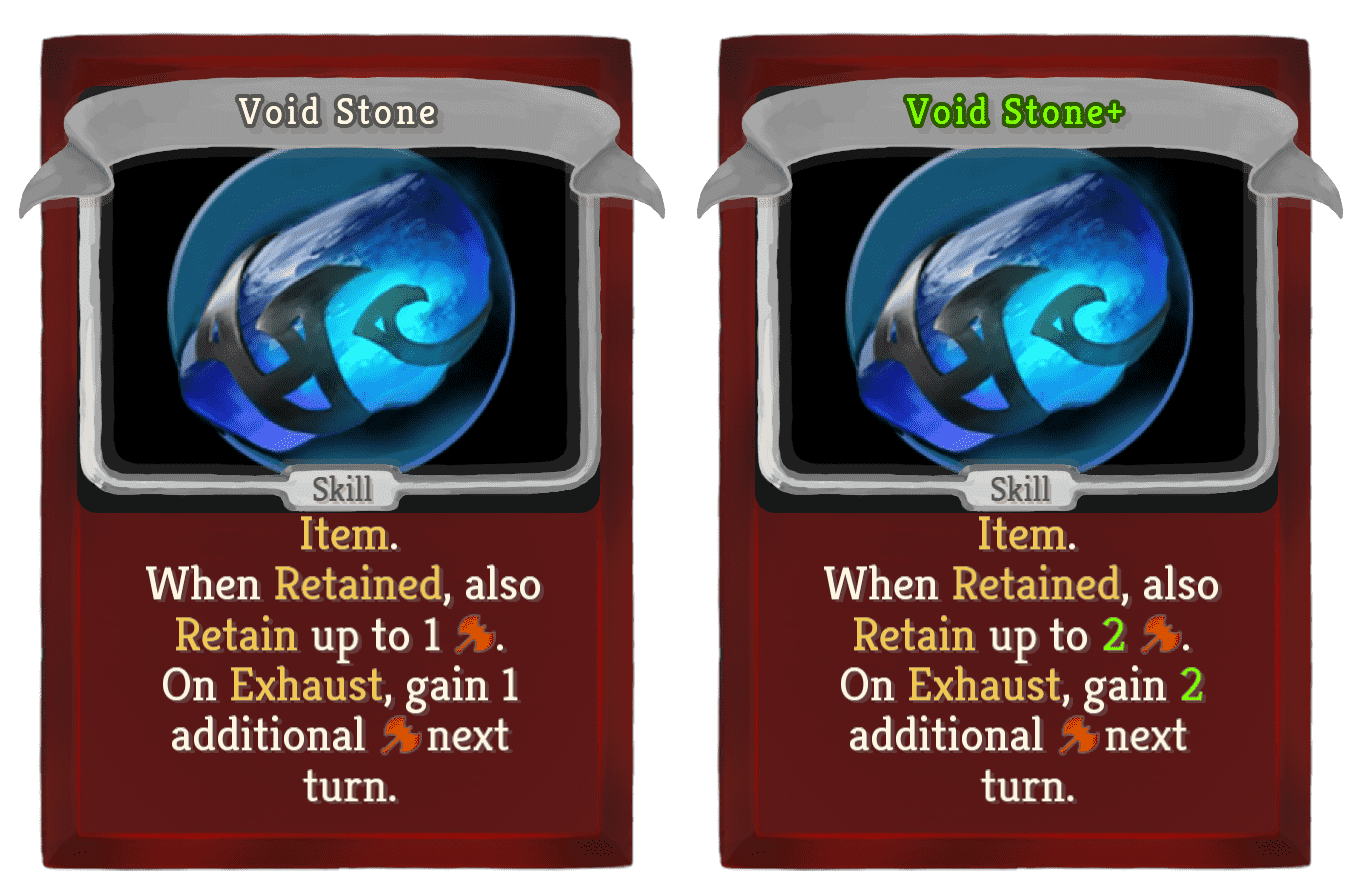 Void Stone
Skill
Item.
When Retained, also
Retain up to 1 .
On Exhaust, gain 1
additional next
turn.
Void Stone+
Skill
Item.
When Retained, also
Retain up to 2 .
On Exhaust, gain 2
additional next
turn.